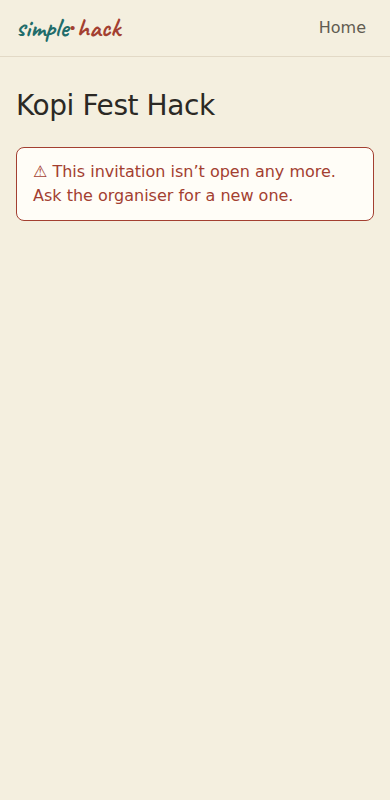 simple·hack
Home
Kopi Fest Hack
⚠ This invitation isn’t open any more.
Ask the organiser for a new one.